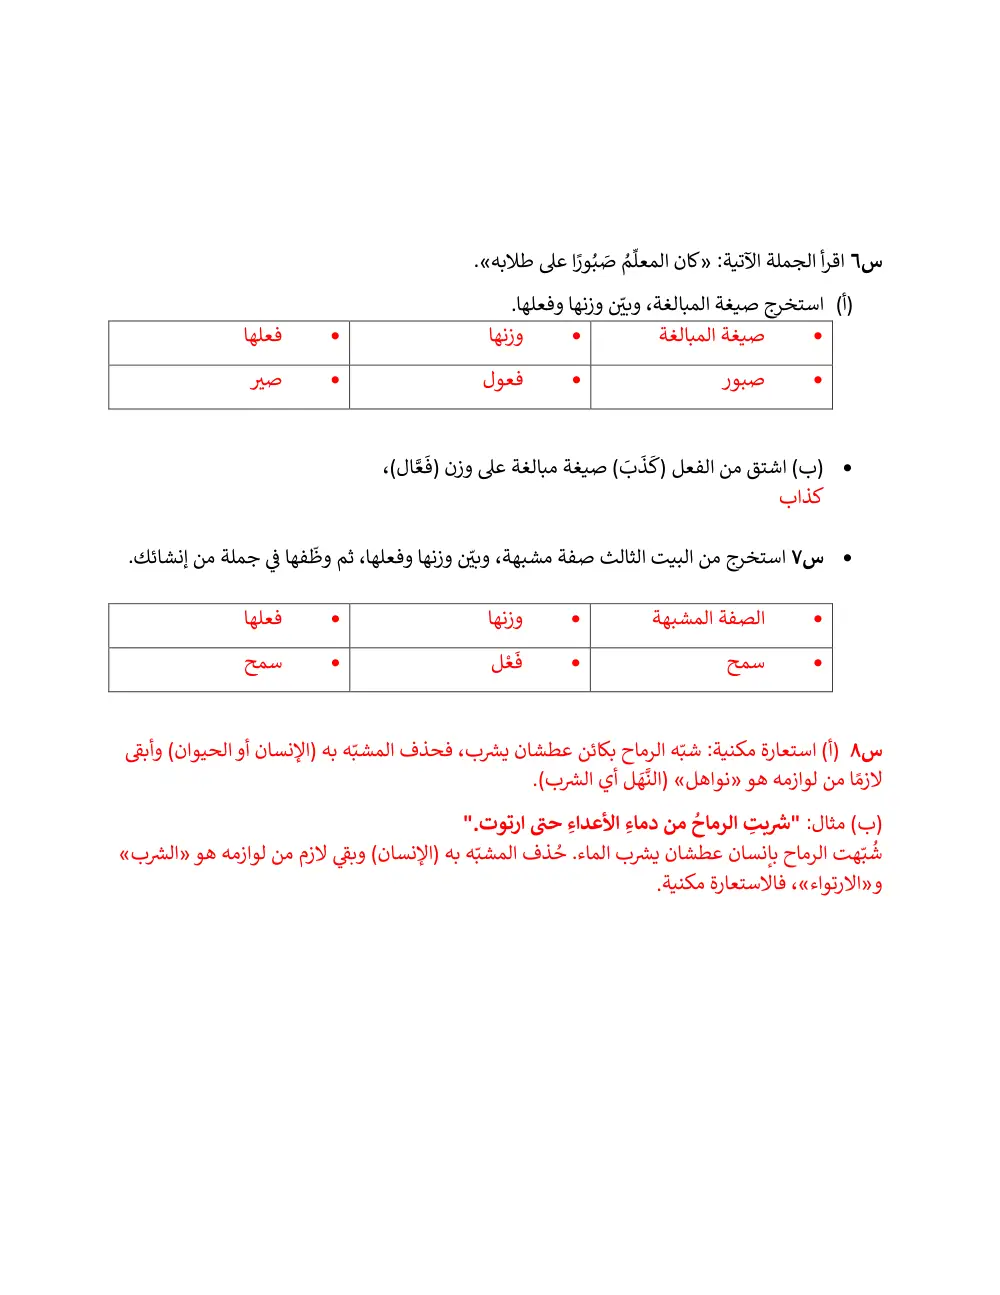 س٦ اقرأ الجملة الآتية: «كان المعلِّمُ صَبُورًا على طلابه».
(أ) استخرج صيغة المبالغة، وبيّن وزنها وفعلها.
• صيغة المبالغة • وزنها • فعلها
• صبور • فعول • صير
• (ب) اشتق من الفعل (كَذَبَ) صيغة مبالغة على وزن (فَعَّال)،
كذاب
• س٧ استخرج من البيت الثالث صفة مشبهة، وبيّن وزنها وفعلها، ثم وظّفها في جملة من إنشائك.
• الصفة المشبهة • وزنها • فعلها
• سمح • فَعْل • سمح
س٨ (أ) استعارة مكنية: شبّه الرماح بكائن عطشان يشرب، فحذف المشبّه به (الإنسان أو الحيوان) وأبقى
لازمًا من لوازمه هو «نواهل» (النَّهَل أي الشرب).
(ب) مثال: "شربتِ الرماحُ من دماءِ الأعداءِ حتى ارتوت."
شُبّهت الرماح بإنسان عطشان يشرب الماء. حُذف المشبّه به (الإنسان) وبقي لازم من لوازمه هو «الشرب»
و«الارتواء»، فالاستعارة مكنية.